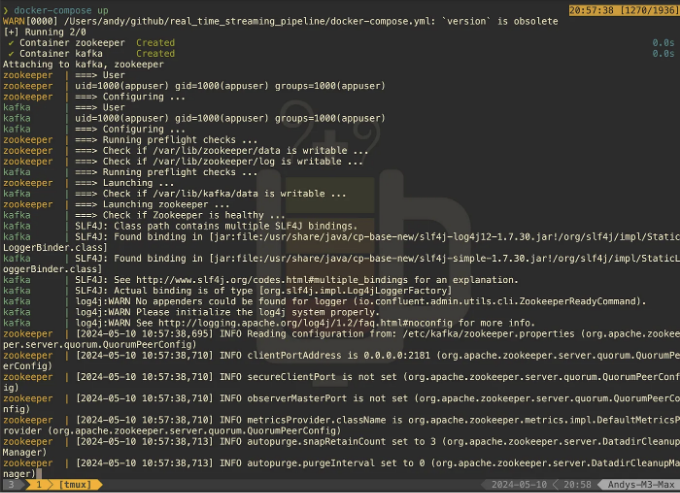 ❯ docker-compose up 20:57:38 [1270/1936]
WARN[0000] /Users/andy/github/real_time_streaming_pipeline/docker-compose.yml: `version` is obsolete
[+] Running 2/0
✔ Container zookeeper Created 0.0s
✔ Container kafka Created 0.0s
Attaching to kafka, zookeeper
zookeeper | ===> User
zookeeper | uid=1000(appuser) gid=1000(appuser) groups=1000(appuser)
zookeeper | ===> Configuring ...
kafka | ===> User
kafka | uid=1000(appuser) gid=1000(appuser) groups=1000(appuser)
kafka | ===> Configuring ...
zookeeper | ===> Running preflight checks ...
zookeeper | ===> Check if /var/lib/zookeeper/data is writable ...
zookeeper | ===> Check if /var/lib/zookeeper/log is writable ...
kafka | ===> Running preflight checks ...
zookeeper | ===> Launching ...
kafka | ===> Check if /var/lib/kafka/data is writable ...
zookeeper | ===> Launching zookeeper ...
kafka | ===> Check if Zookeeper is healthy ...
kafka | SLF4J: Class path contains multiple SLF4J bindings.
kafka | SLF4J: Found binding in [jar:file:/usr/share/java/cp-base-new/slf4j-log4j12-1.7.30.jar!/org/slf4j/impl/Static
LoggerBinder.class]
kafka | SLF4J: Found binding in [jar:file:/usr/share/java/cp-base-new/slf4j-simple-1.7.30.jar!/org/slf4j/impl/StaticL
oggerBinder.class]
kafka | SLF4J: See http://www.slf4j.org/codes.html#multiple_bindings for an explanation.
kafka | SLF4J: Actual binding is of type [org.slf4j.impl.Log4jLoggerFactory]
kafka | log4j:WARN No appenders could be found for logger (io.confluent.admin.utils.cli.ZookeeperReadyCommand).
kafka | log4j:WARN Please initialize the log4j system properly.
kafka | log4j:WARN See http://logging.apache.org/log4j/1.2/faq.html#noconfig for more info.
zookeeper | [2024-05-10 10:57:38,695] INFO Reading configuration from: /etc/kafka/zookeeper.properties (org.apache.zookee
per.server.quorum.QuorumPeerConfig)
zookeeper | [2024-05-10 10:57:38,710] INFO clientPortAddress is 0.0.0.0:2181 (org.apache.zookeeper.server.quorum.QuorumPe
erConfig)
zookeeper | [2024-05-10 10:57:38,710] INFO secureClientPort is not set (org.apache.zookeeper.server.quorum.QuorumPeerConf
ig)
zookeeper | [2024-05-10 10:57:38,710] INFO observerMasterPort is not set (org.apache.zookeeper.server.quorum.QuorumPeerCo
nfig)
zookeeper | [2024-05-10 10:57:38,710] INFO metricsProvider.className is org.apache.zookeeper.metrics.impl.DefaultMetricsP
rovider (org.apache.zookeeper.server.quorum.QuorumPeerConfig)
zookeeper | [2024-05-10 10:57:38,713] INFO autopurge.snapRetainCount set to 3 (org.apache.zookeeper.server.DatadirCleanup
Manager)
zookeeper | [2024-05-10 10:57:38,713] INFO autopurge.purgeInterval set to 0 (org.apache.zookeeper.server.DatadirCleanupMa
nager)
3 1 [tmux] 2024-05-10 20:58 Andys-M3-Max